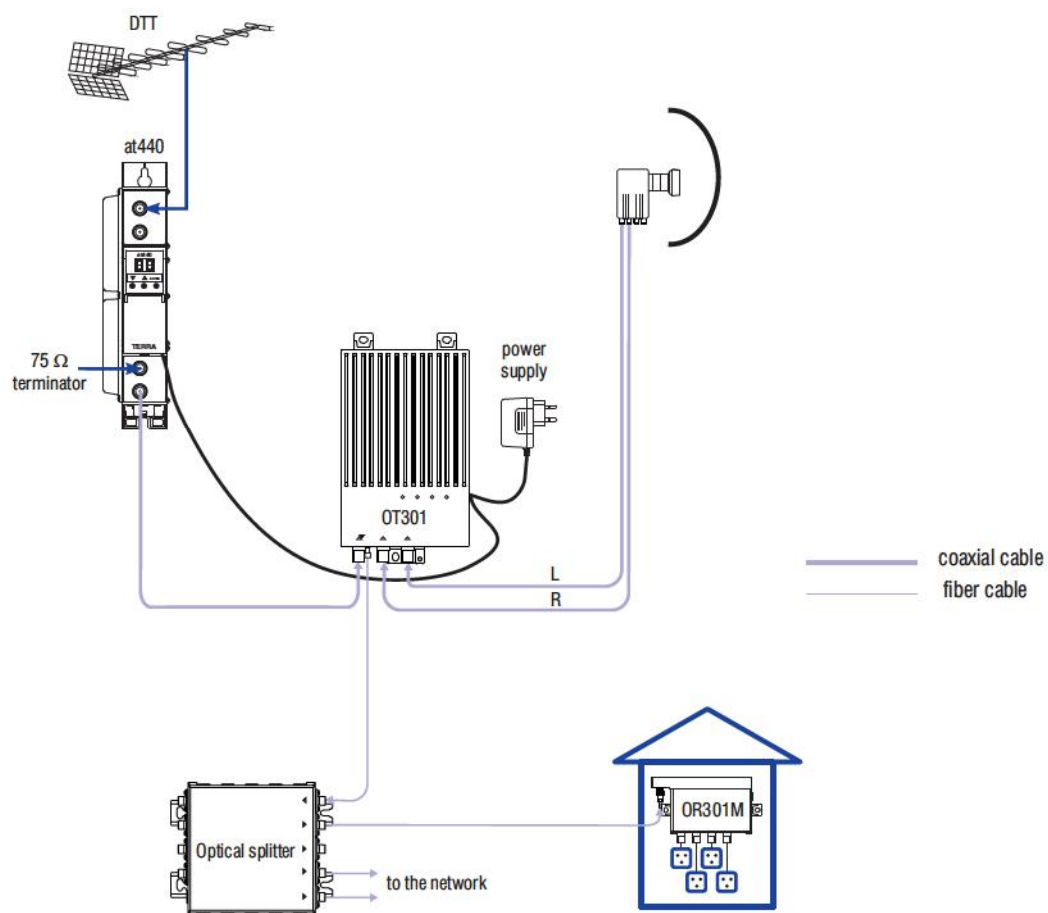 DTT
at440
TERRA
75 Ω
terminator
power
supply
OT301
L
R
coaxial cable
fiber cable
Optical splitter
to the network
OR301M